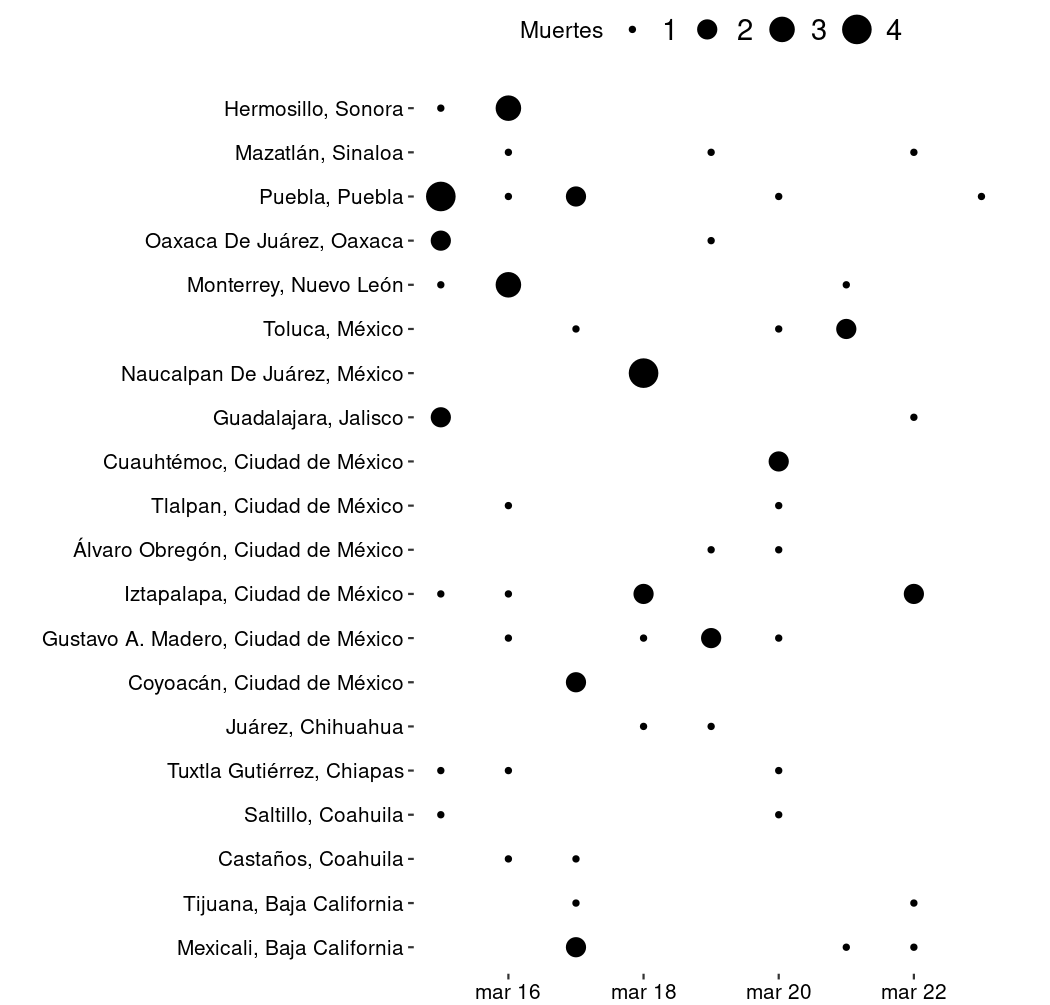 Muertes 1 2 3 4
Hermosillo, Sonora
Mazatlán, Sinaloa
Puebla, Puebla
Oaxaca De Juárez, Oaxaca
Monterrey, Nuevo León
Toluca, México
Naucalpan De Juárez, México
Guadalajara, Jalisco
Cuauhtémoc, Ciudad de México
Tlalpan, Ciudad de México
Álvaro Obregón, Ciudad de México
Iztapalapa, Ciudad de México
Gustavo A. Madero, Ciudad de México
Coyoacán, Ciudad de México
Juárez, Chihuahua
Tuxtla Gutiérrez, Chiapas
Saltillo, Coahuila
Castaños, Coahuila
Tijuana, Baja California
Mexicali, Baja California
mar 16 mar 18 mar 20 mar 22